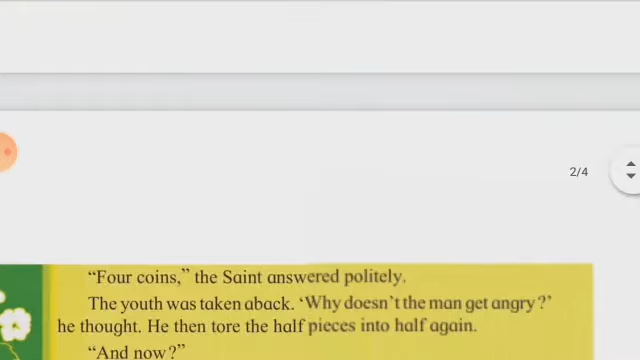 2/4
“Four coins,” the Saint answered politely.
The youth was taken aback. ‘Why doesn’t the man get angry?’
he thought. He then tore the half pieces into half again.
“And now?”